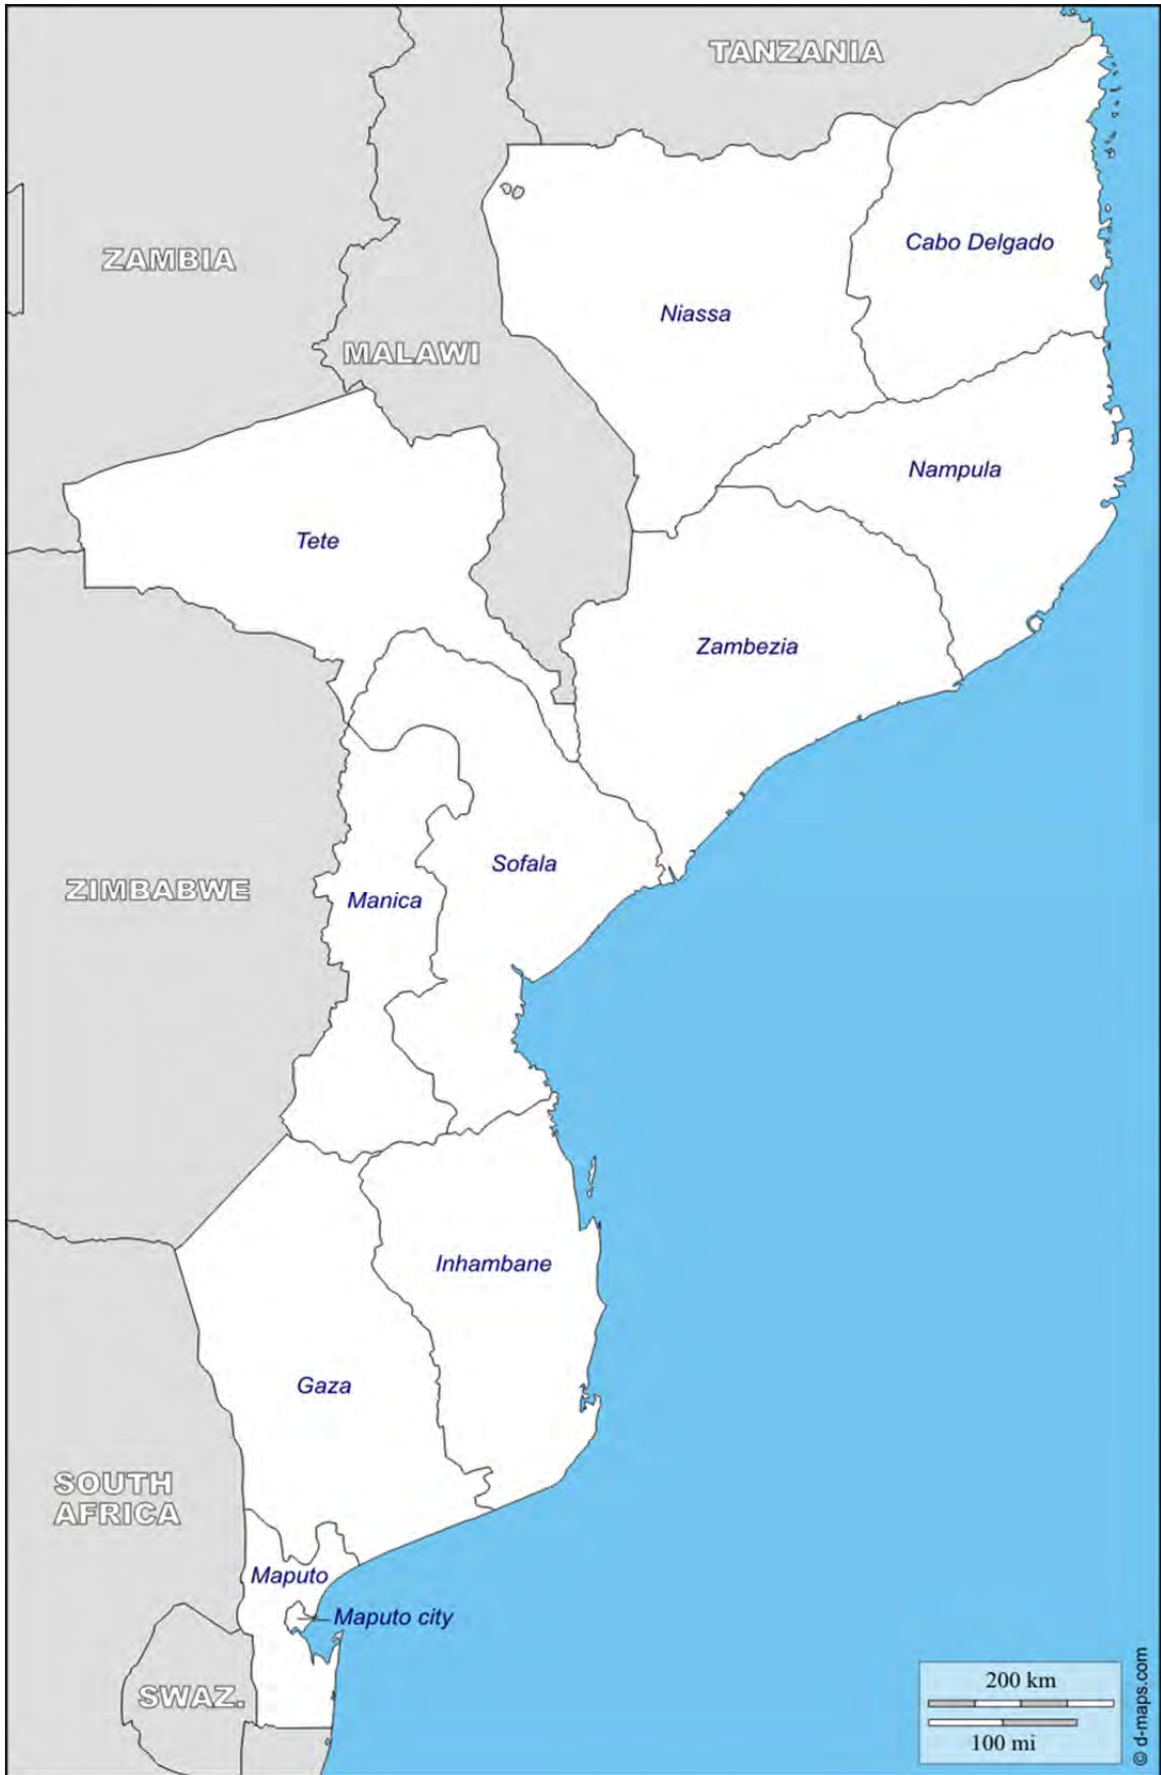 TANZANIA
Cabo Delgado
ZAMBIA
Niassa
MALAWI
Nampula
Tete
Zambezia
Sofala
ZIMBABWE
Manica
Inhambane
Gaza
SOUTH
AFRICA
Maputo
Maputo city
SWAZ.
200 km
100 mi
© d-maps.com